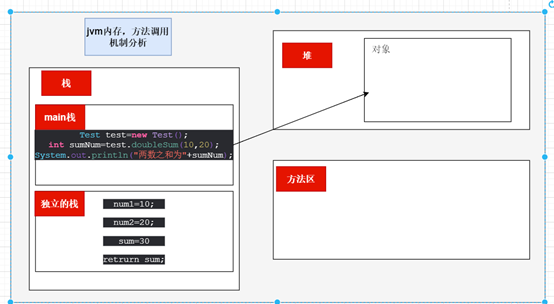 jvm内存，方法调用
机制分析
栈
main栈
Test test=new Test();
int sumNum=test.doubleSum(10,20);
System.out.println("两数之和为"+sumNum);
独立的栈
num1=10;
num2=20;
sum=30
retrurn sum;
堆
对象
方法区